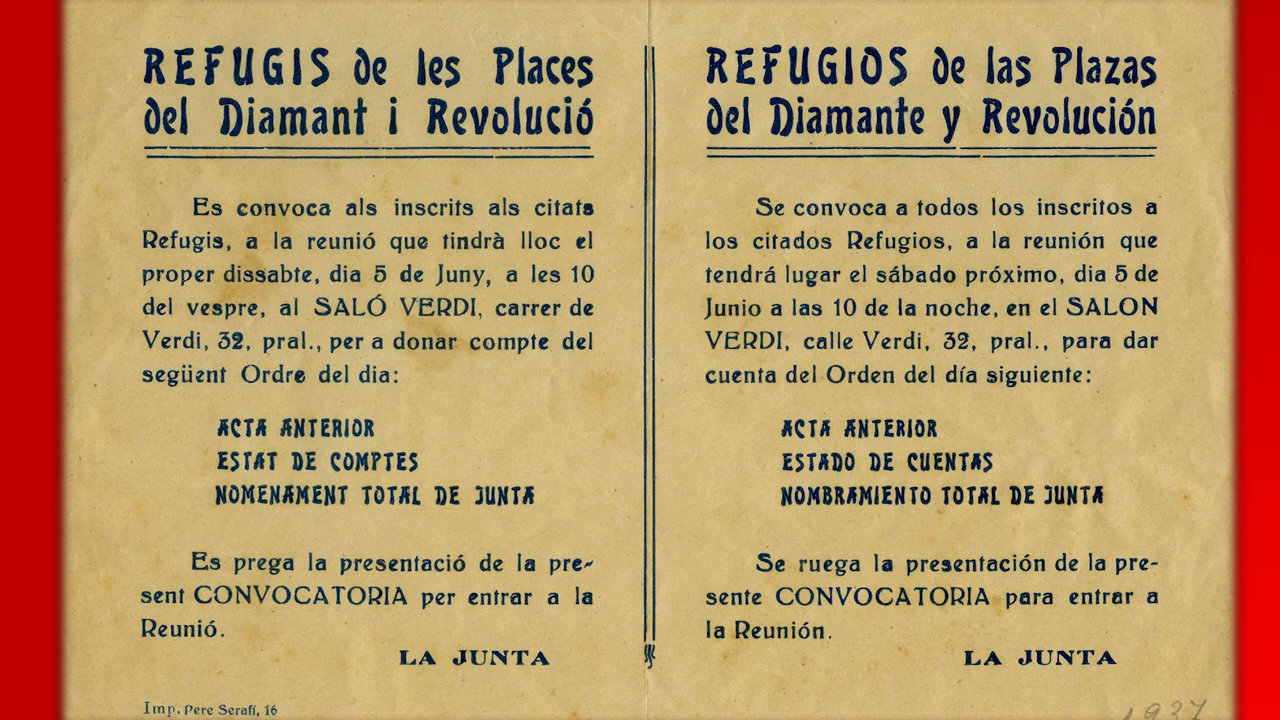 REFUGIS de les Places
del Diamant i Revolució
Es convoca als inscrits als citats
Refugis, a la reunió que tindrà lloc el
proper dissabte, dia 5 de Juny, a les 10
del vespre, al SALÓ VERDI, carrer de
Verdi, 32, pral., per a donar compte del
següent Ordre del dia:
ACTA ANTERIOR
ESTAT DE COMPTES
NOMENAMENT TOTAL DE JUNTA
Es prega la presentació de la pre-
sent CONVOCATORIA per entrar a la
Reunió.
LA JUNTA
Imp. Pere Serafí, 16
REFUGIOS de las Plazas
del Diamante y Revolución
Se convoca a todos los inscritos a
los citados Refugios, a la reunión que
tendrá lugar el sábado próximo, dia 5 de
Junio a las 10 de la noche, en el SALON
VERDI, calle Verdi, 32, pral., para dar
cuenta del Orden del día siguiente:
ACTA ANTERIOR
ESTADO DE CUENTAS
NOMBRAMIENTO TOTAL DE JUNTA
Se ruega la presentación de la pre-
sente CONVOCATORIA para entrar a
la Reunión.
LA JUNTA
1937